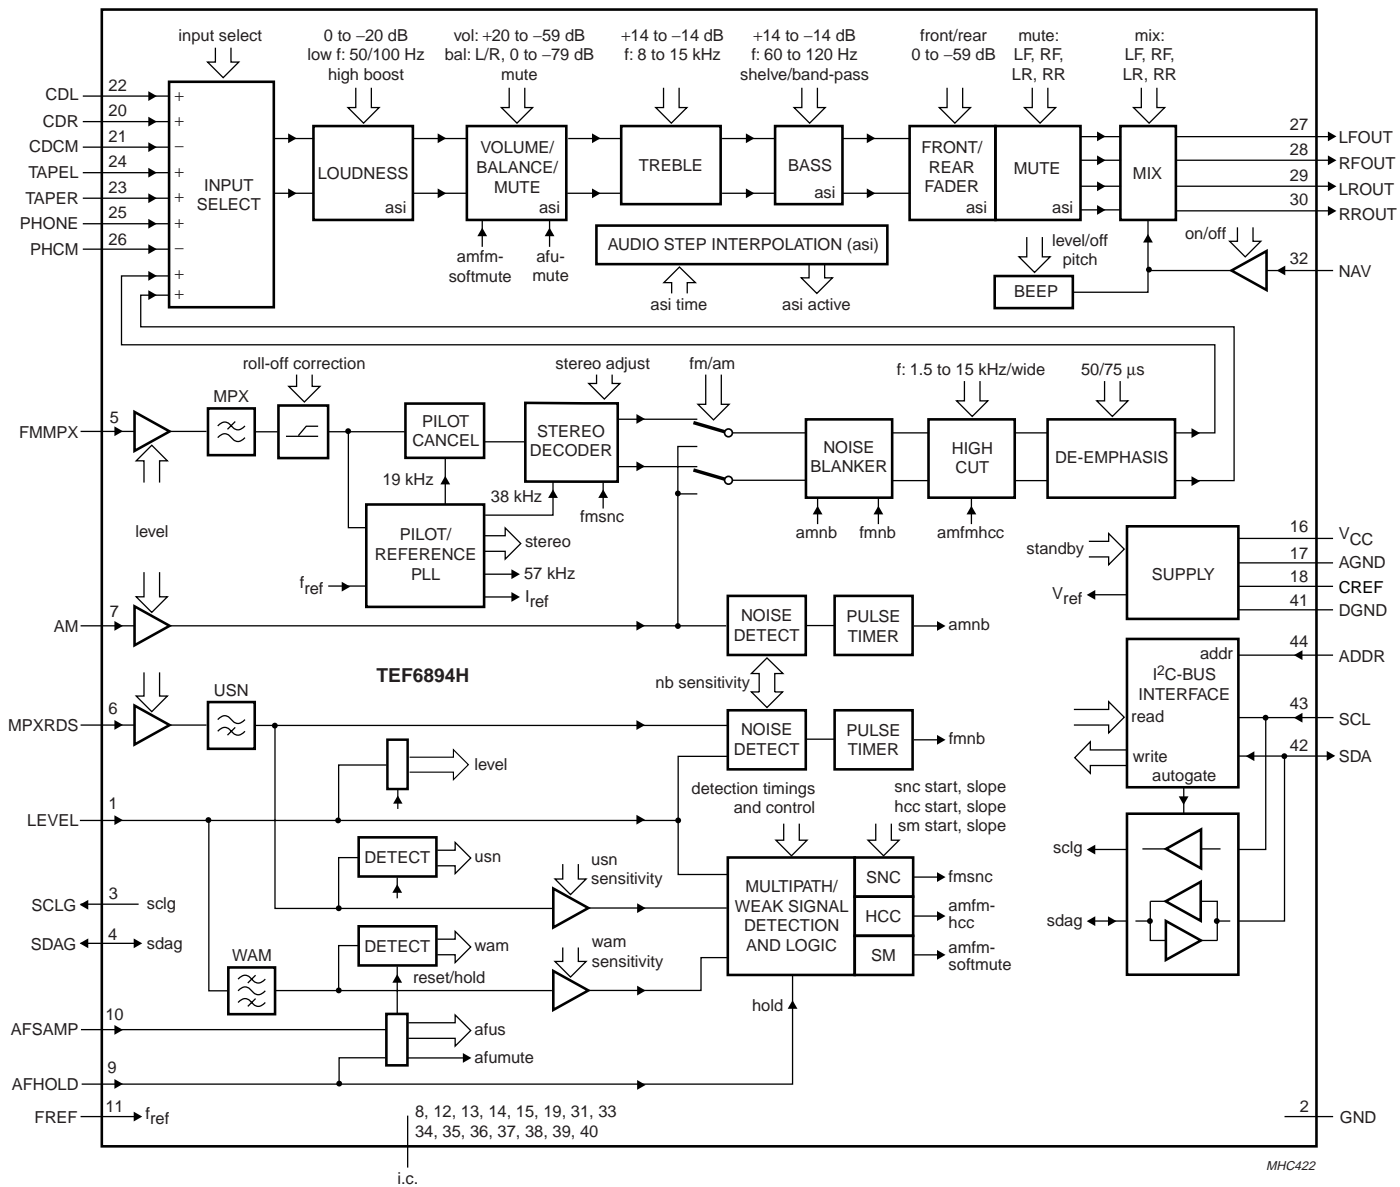 input select
0 to −20 dB
low f: 50/100 Hz
high boost
vol: +20 to −59 dB
bal: L/R, 0 to −79 dB
mute
+14 to −14 dB
f: 8 to 15 kHz
+14 to −14 dB
f: 60 to 120 Hz
shelve/band-pass
front/rear
0 to −59 dB
mute:
LF, RF,
LR, RR
mix:
LF, RF,
LR, RR
CDL 22 +
CDR 20 +
CDCM 21 −
TAPEL 24 +
TAPER 23 +
PHONE 25 +
PHCM 26 −
+
+
INPUT
SELECT
LOUDNESS
asi
VOLUME/
BALANCE/
MUTE
asi
TREBLE
BASS
asi
FRONT/
REAR
FADER
asi
MUTE
asi
MIX
27 LFOUT
28 RFOUT
29 LROUT
30 RROUT
amfm-
softmute
afu-
mute
AUDIO STEP INTERPOLATION (asi)
asi time
asi active
level/off
pitch
BEEP
on/off
32 NAV
roll-off correction
stereo adjust
fm/am
f: 1.5 to 15 kHz/wide
50/75 µs
FMMPX 5
MPX
PILOT
CANCEL
STEREO
DECODER
NOISE
BLANKER
HIGH
CUT
DE-EMPHASIS
19 kHz
38 kHz
fmsnc
amnb
fmnb
amfmhcc
level
PILOT/
REFERENCE
PLL
stereo
57 kHz
Iref
fref
standby
Vref
SUPPLY
16 VCC
17 AGND
18 CREF
41 DGND
AM 7
NOISE
DETECT
PULSE
TIMER
amnb
TEF6894H
nb sensitivity
MPXRDS 6
USN
NOISE
DETECT
PULSE
TIMER
fmnb
addr
I2C-BUS
INTERFACE
read
write
autogate
44 ADDR
43 SCL
42 SDA
level
LEVEL 1
detection timings
and control
snc start, slope
hcc start, slope
sm start, slope
DETECT
usn
usn
sensitivity
MULTIPATH/
WEAK SIGNAL
DETECTION
AND LOGIC
SNC
HCC
SM
fmsnc
amfm-
hcc
amfm-
softmute
sclg
sdag
SCLG 3 sclg
SDAG 4 sdag
WAM
DETECT
wam
reset/hold
wam
sensitivity
hold
AFSAMP 10
afus
afumute
AFHOLD 9
FREF 11 fref
8, 12, 13, 14, 15, 19, 31, 33
34, 35, 36, 37, 38, 39, 40
i.c.
2 GND
MHC422